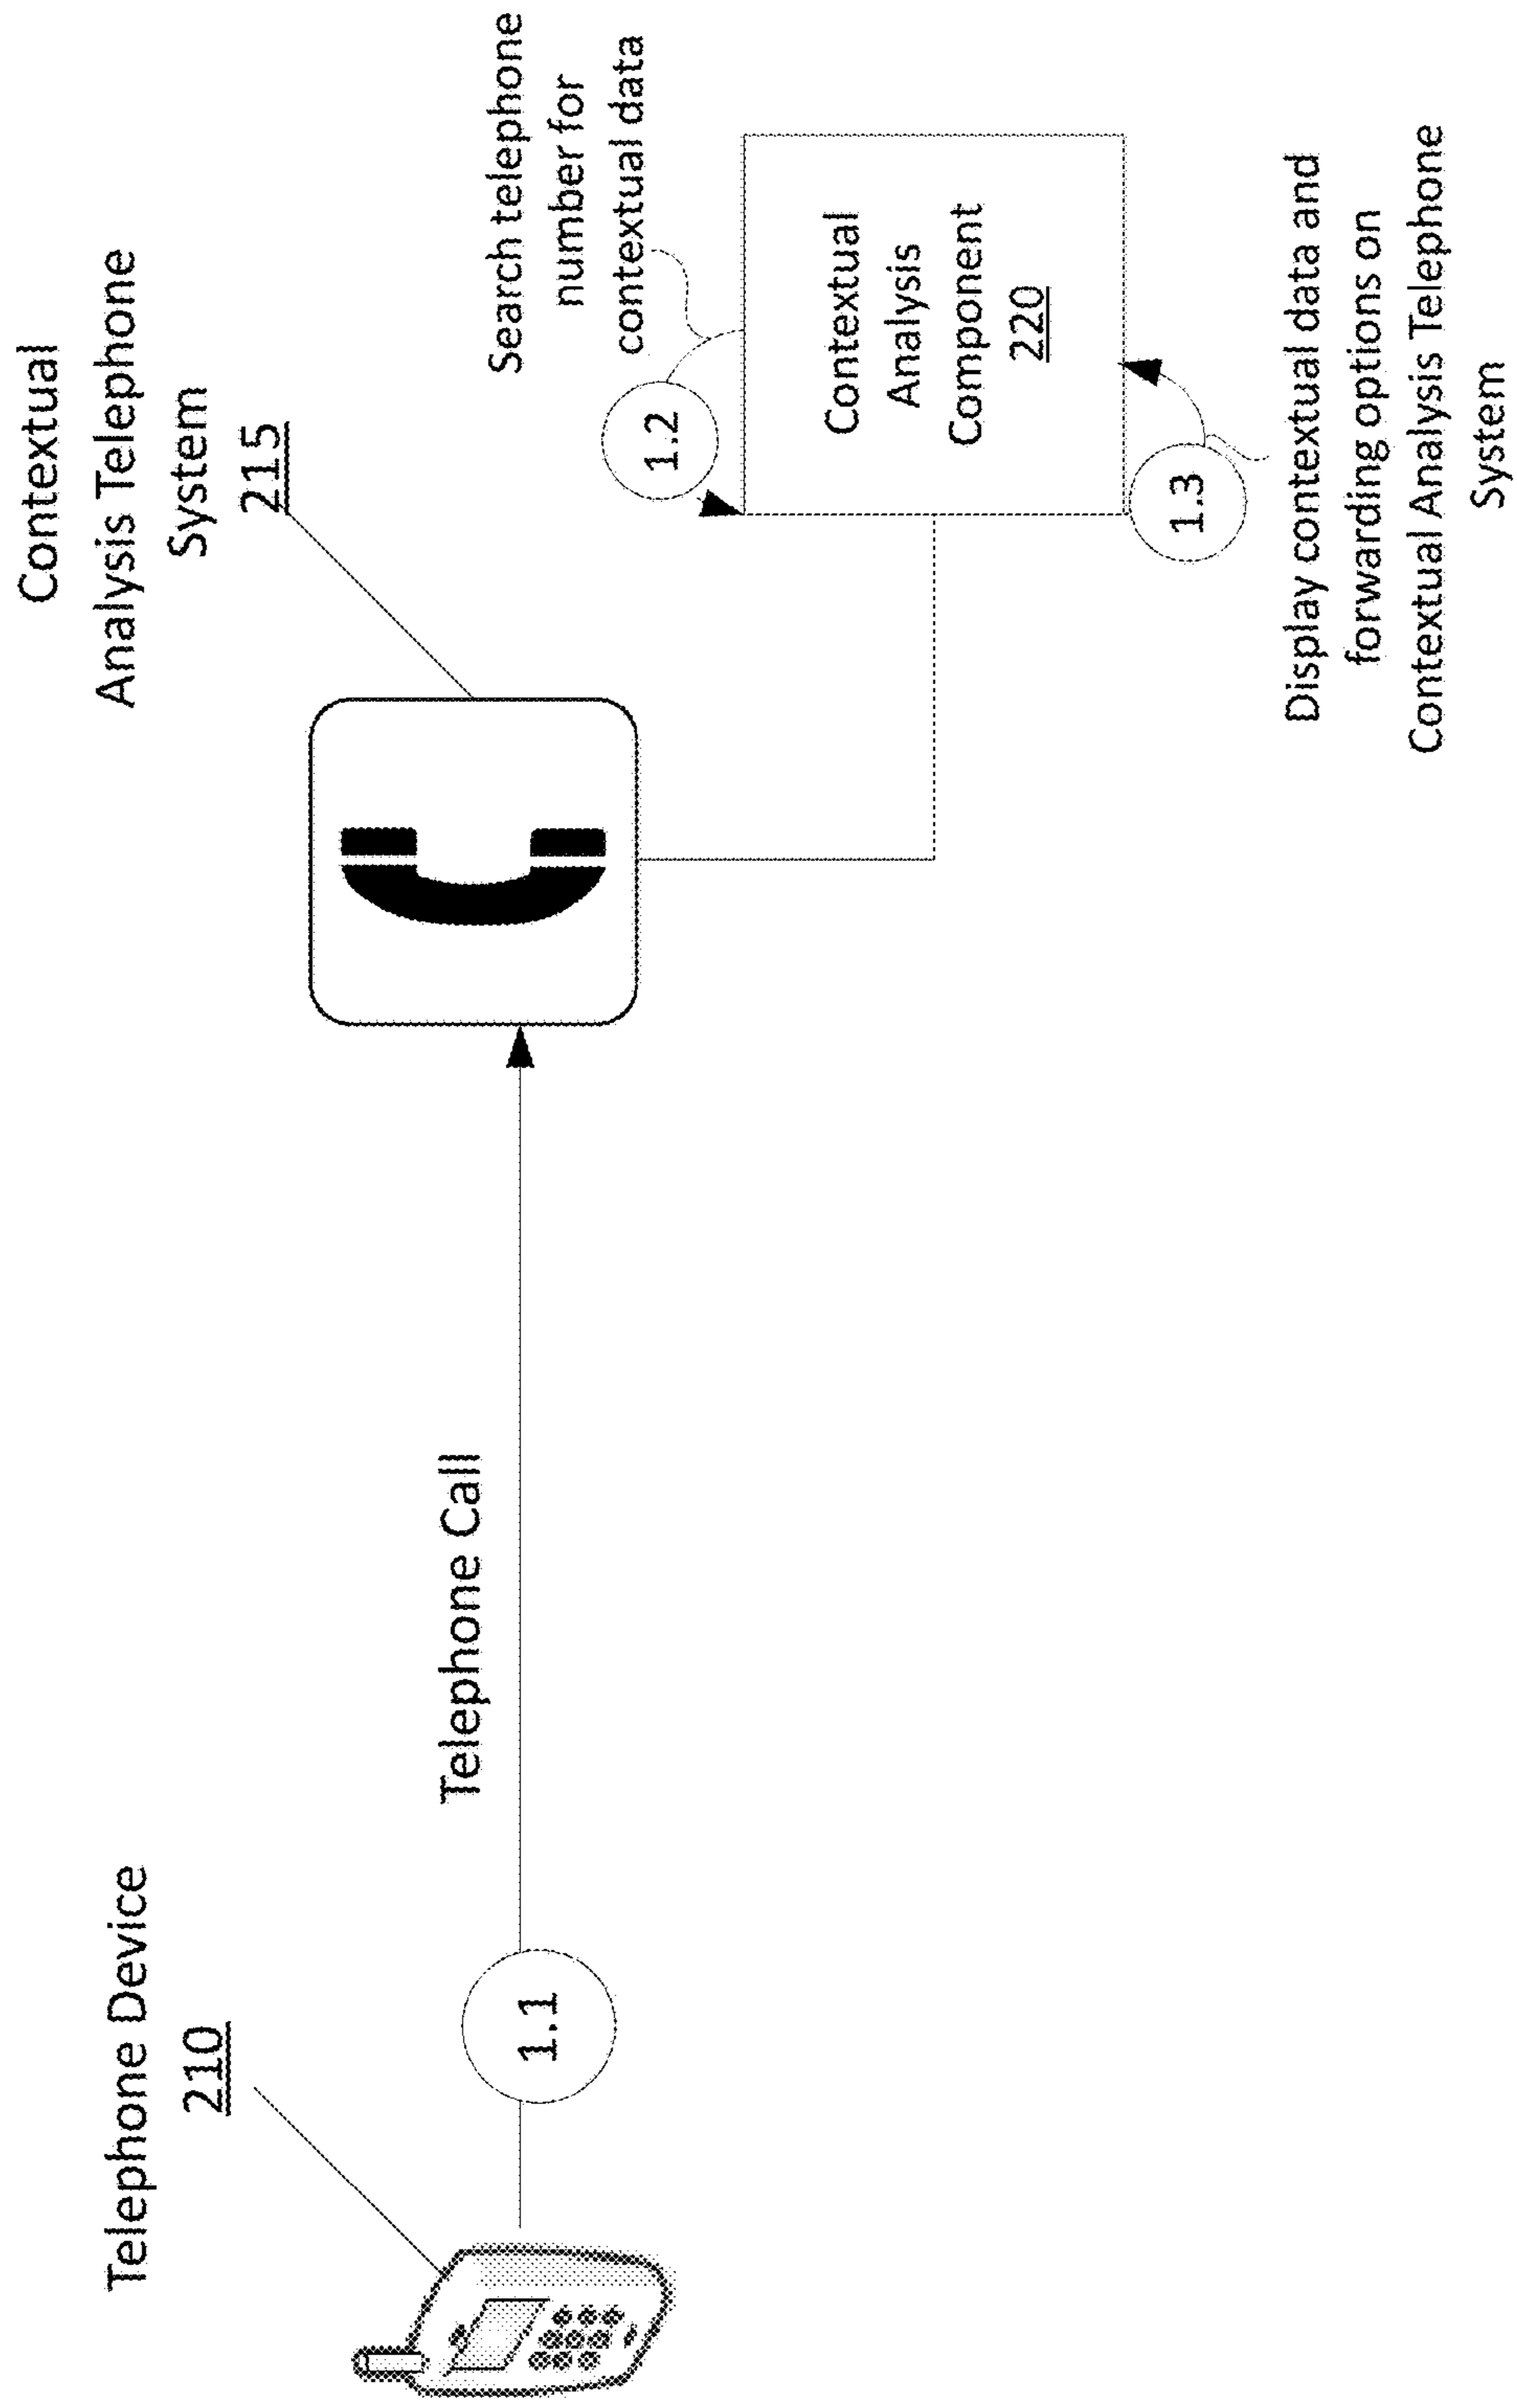 Telephone Device
210
1.1
Telephone Call
Contextual
Analysis Telephone
System
215
Search telephone
number for
contextual data
1.2
Contextual
Analysis
Component
220
1.3
Display contextual data and
forwarding options on
Contextual Analysis Telephone
System